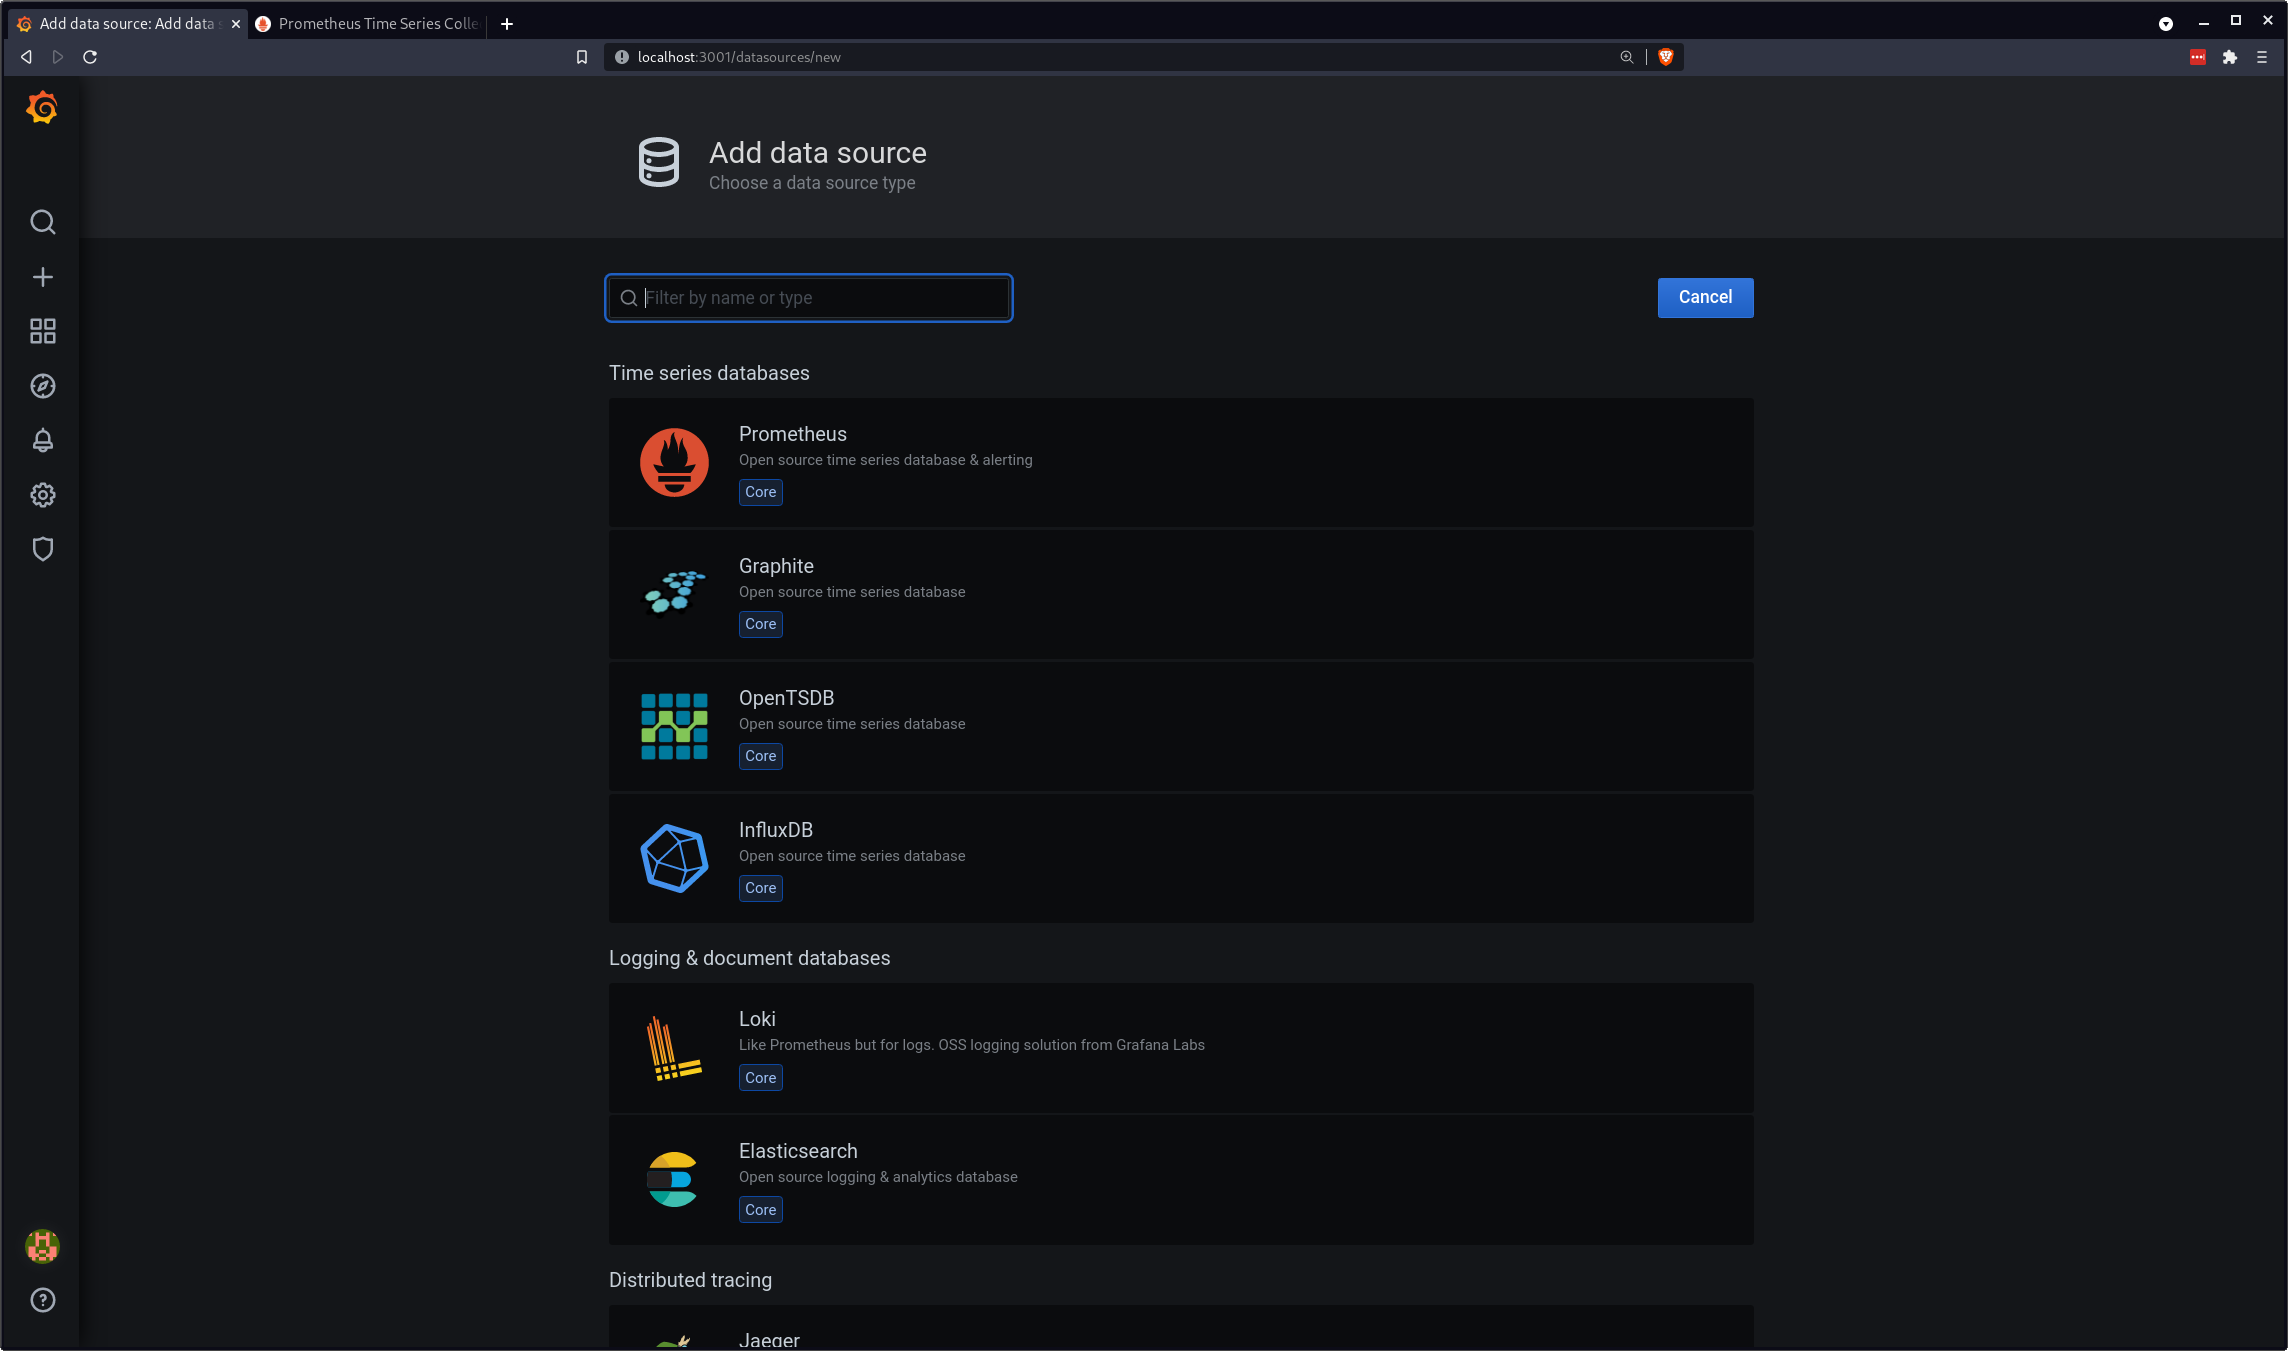 Add data source: Add data s
Prometheus Time Series Colle
localhost:3001/datasources/new
Add data source
Choose a data source type
Filter by name or type
Cancel
Time series databases
Prometheus
Open source time series database & alerting
Core
Graphite
Open source time series database
Core
OpenTSDB
Open source time series database
Core
InfluxDB
Open source time series database
Core
Logging & document databases
Loki
Like Prometheus but for logs. OSS logging solution from Grafana Labs
Core
Elasticsearch
Open source logging & analytics database
Core
Distributed tracing
Jaeger